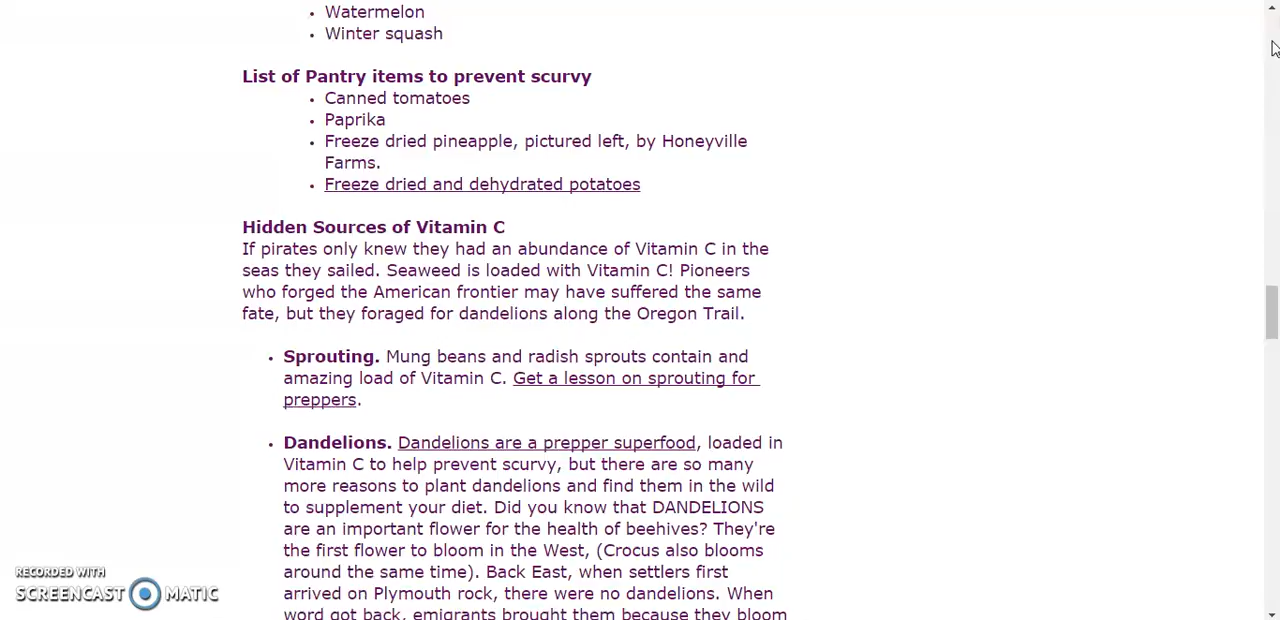 Watermelon
Winter squash
List of Pantry items to prevent scurvy
Canned tomatoes
Paprika
Freeze dried pineapple, pictured left, by Honeyville
Farms.
Freeze dried and dehydrated potatoes
Hidden Sources of Vitamin C
If pirates only knew they had an abundance of Vitamin C in the
seas they sailed. Seaweed is loaded with Vitamin C! Pioneers
who forged the American frontier may have suffered the same
fate, but they foraged for dandelions along the Oregon Trail.
Sprouting. Mung beans and radish sprouts contain and
amazing load of Vitamin C. Get a lesson on sprouting for
preppers.
Dandelions. Dandelions are a prepper superfood, loaded in
Vitamin C to help prevent scurvy, but there are so many
more reasons to plant dandelions and find them in the wild
to supplement your diet. Did you know that DANDELIONS
are an important flower for the health of beehives? They're
the first flower to bloom in the West, (Crocus also blooms
around the same time). Back East, when settlers first
arrived on Plymouth rock, there were no dandelions. When
word got back, emigrants brought them because they bloom
RECORDED WITH
SCREENCAST MATIC